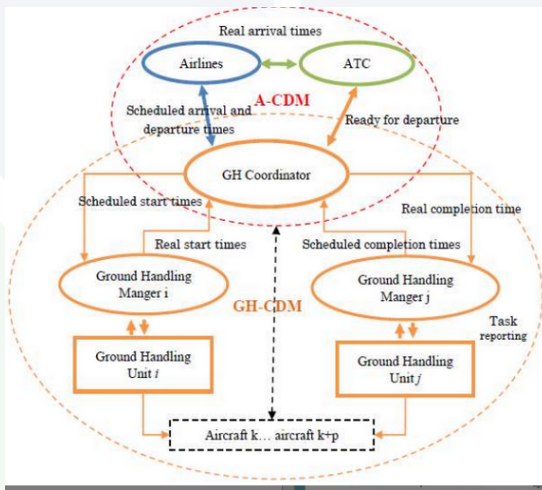 Real arrival times
Airlines
ATC
Scheduled arrival and
departure times
A-CDM
Ready for departure
GH Coordinator
Scheduled start times
Real completion time
Real start times
Scheduled completion times
Ground Handling
Manger i
Ground Handling
Manger j
GH-CDM
Task
reporting
Ground Handling
Unit i
Ground Handling
Unit j
Aircraft k... aircraft k+p